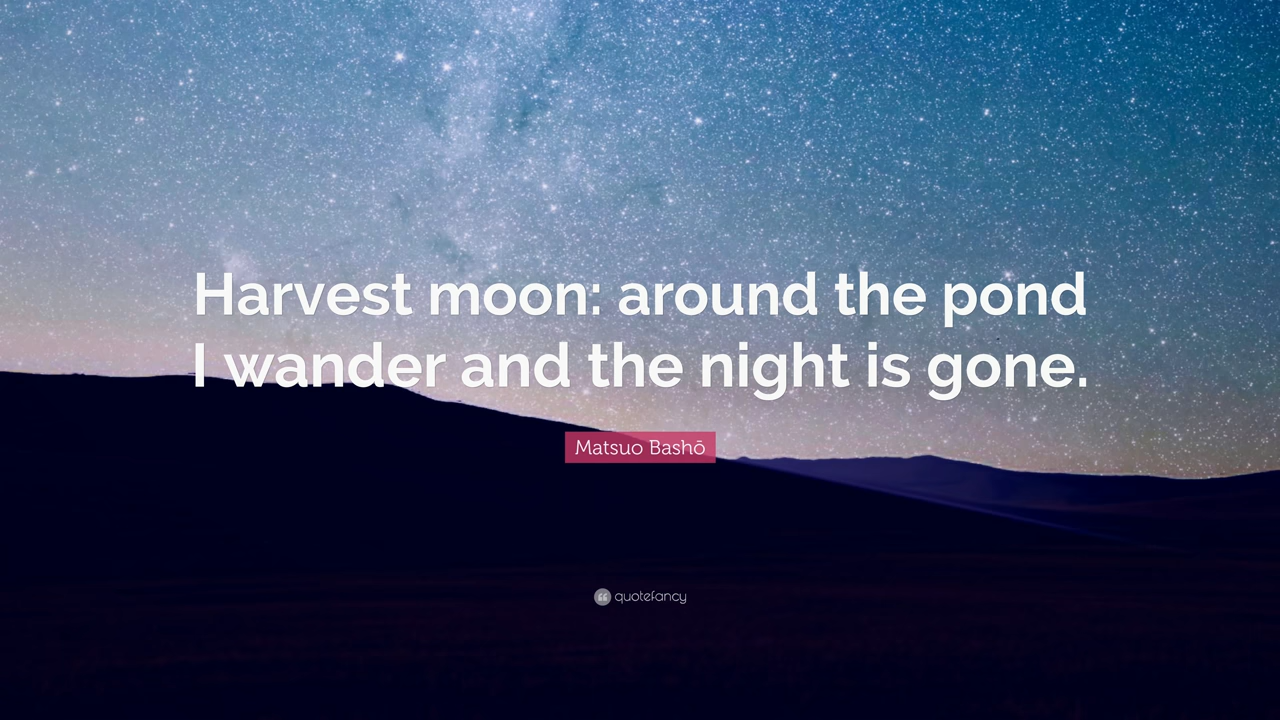 Harvest moon: around the pond
I wander and the night is gone.
Matsuo Bashō
quotefancy